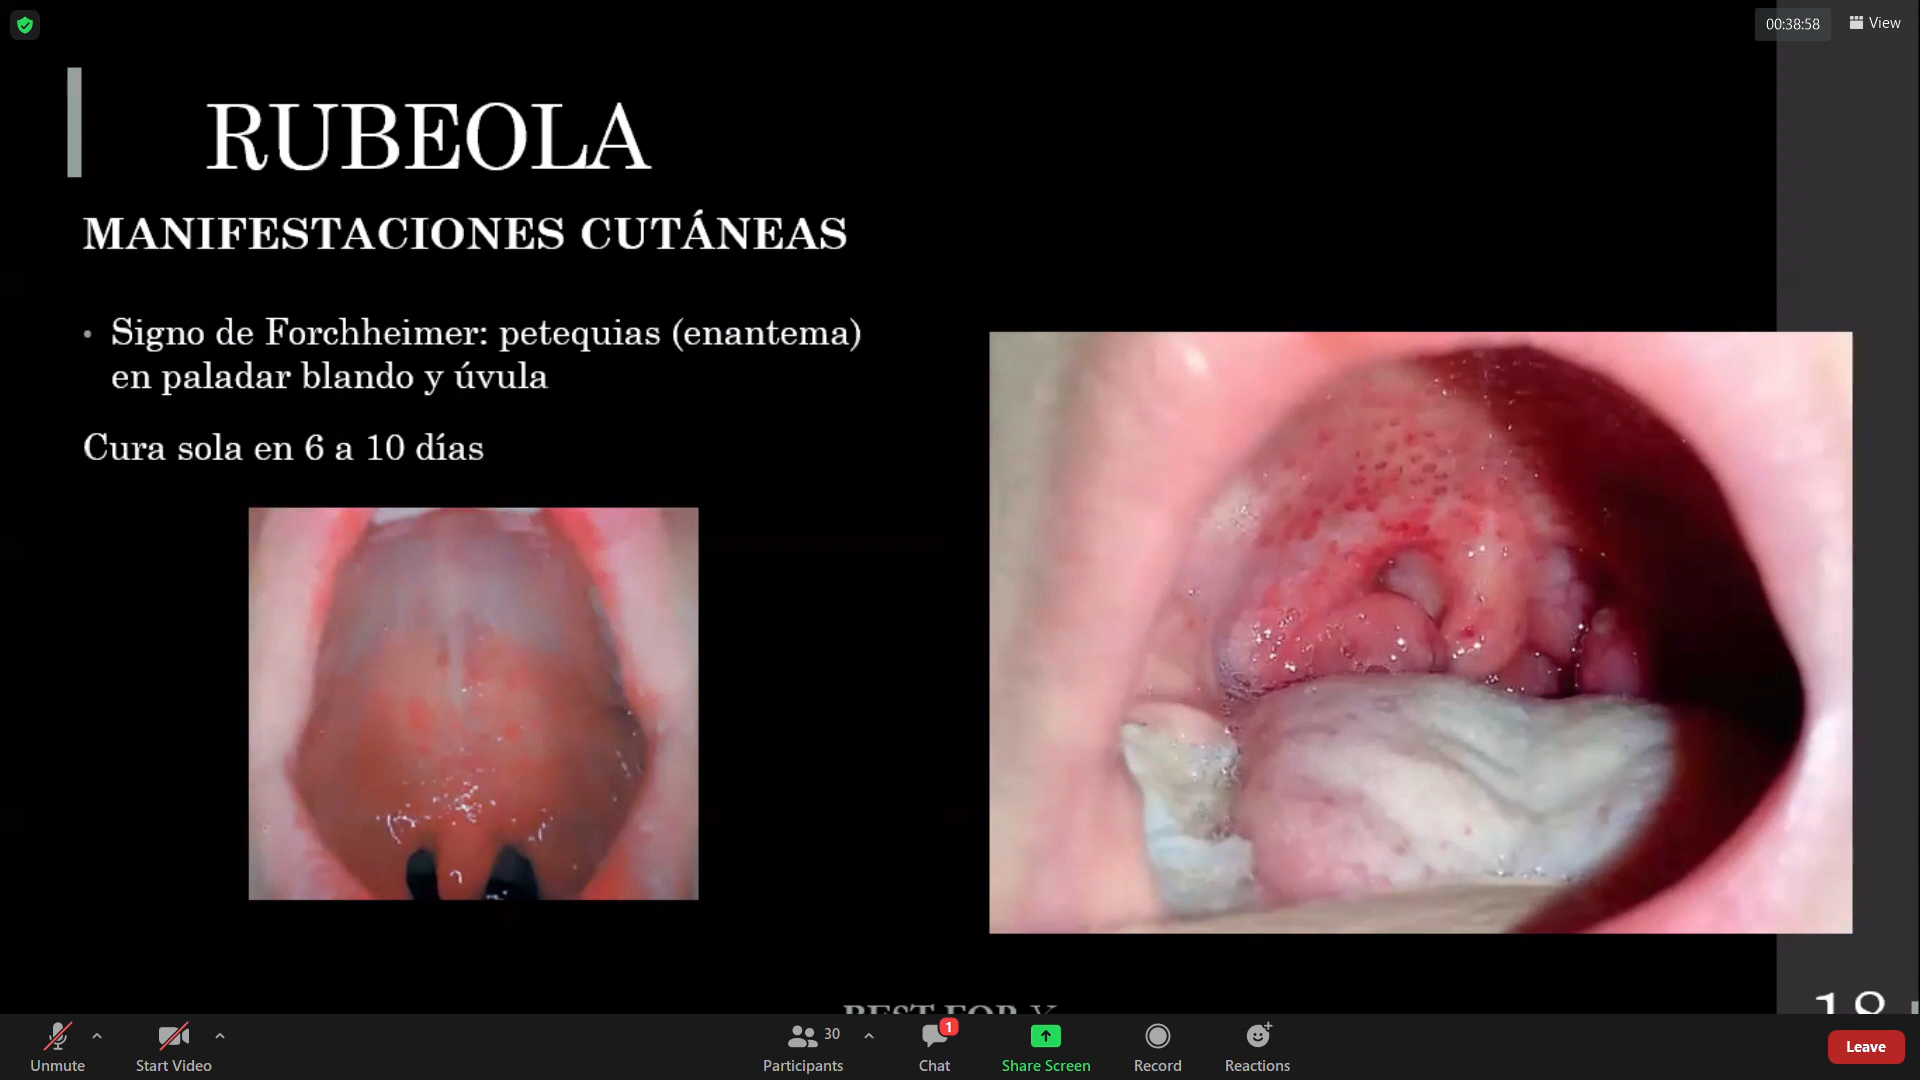 00:38:58
View
RUBEOLA
MANIFESTACIONES CUTÁNEAS
• Signo de Forchheimer: petequias (enantema)
en paladar blando y úvula
Cura sola en 6 a 10 días
18
Unmute
Start Video
30
Participants
1
Chat
Share Screen
Record
Reactions
Leave